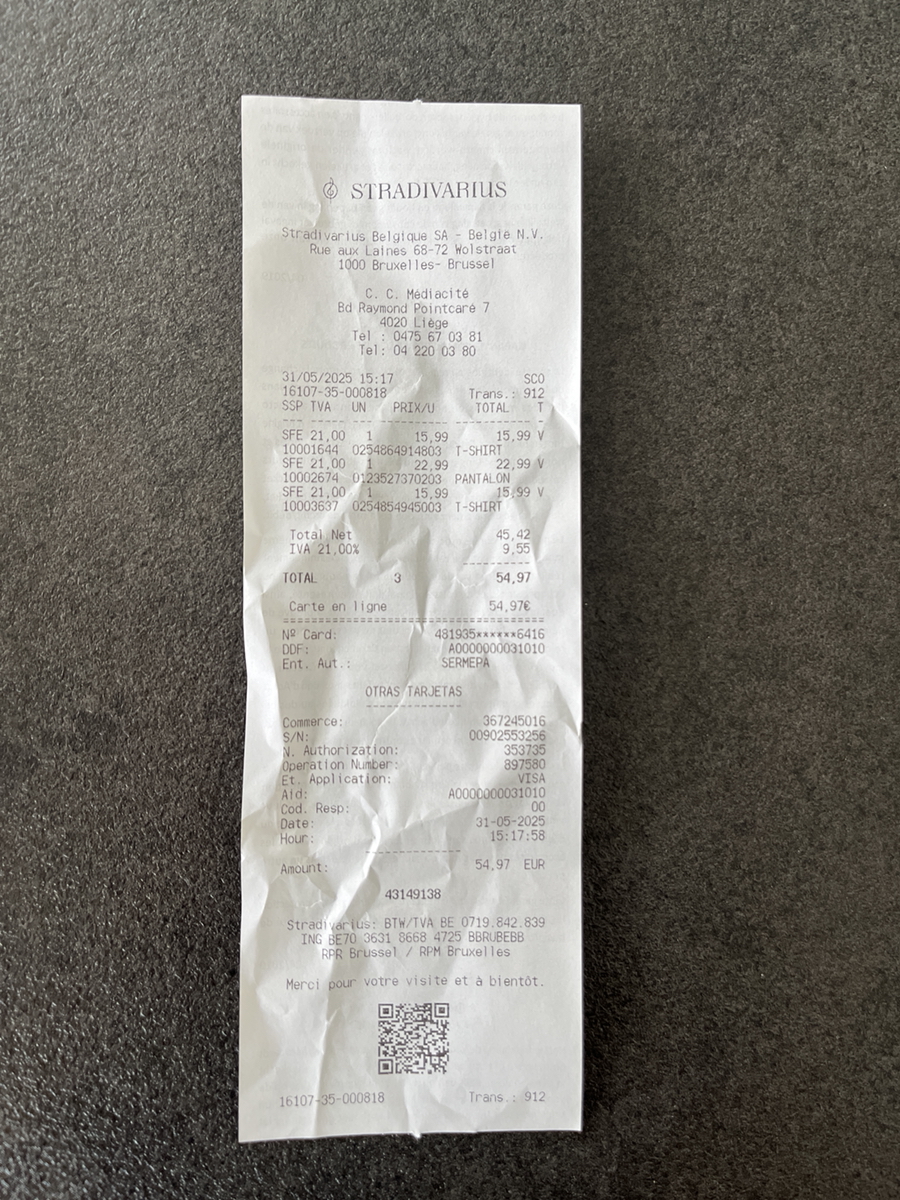 STRADIVARIUS
Stradivarius Belgique SA - België N.V.
Rue aux Laines 68-72 Wolstraat
1000 Bruxelles- Brussel
C. C. Médiacité
Bd Raymond Pointcaré 7
4020 Liège
Tel : 0475 67 03 81
Tel: 04 220 03 80
31/05/2025 15:17 SCO
16107-35-000818 Trans.: 912
SSP TVA UN PRIX/U TOTAL T
SFE 21,00 1 15,99 15,99 V
10001644 0254864914803 T-SHIRT
SFE 21,00 1 22,99 22,99 V
10002674 0123527370203 PANTALON
SFE 21,00 1 15,99 15,99 V
10003637 0254854945003 T-SHIRT
Total Net 45,42
IVA 21,00% 9,55
TOTAL 3 54,97
Carte en ligne 54,97€
Nº Card: 481935******6416
DDF: A0000000031010
Ent. Aut.: SERMEPA
OTRAS TARJETAS
Commerce: 367245016
S/N: 00902553256
N. Authorization: 353735
Operation Number: 897580
Et. Application: VISA
Aid: A0000000031010
Cod. Resp: 00
Date: 31-05-2025
Hour: 15:17:58
Amount: 54,97 EUR
43149138
Stradivarius: BTW/TVA BE 0719.842.839
ING BE70 3631 8668 4725 BBRUBEBB
RPR Brussel / RPM Bruxelles
Merci pour votre visite et à bientôt.
16107-35-000818 Trans.: 912